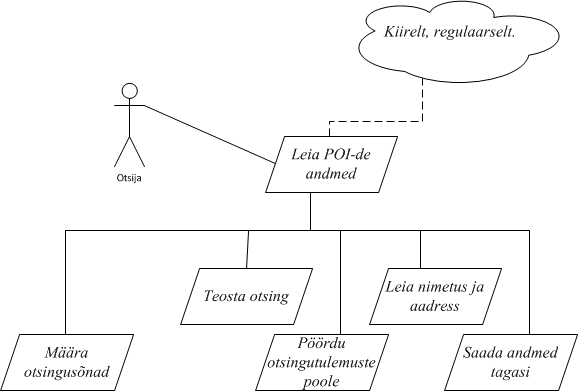 Kiirelt, regulaarselt.
Otsija
Leia POI-de
andmed
Teosta otsing
Leia nimetus ja
aadress
Määra
otsingusõnad
Pöördu
otsingutulemuste
poole
Saada andmed
tagasi